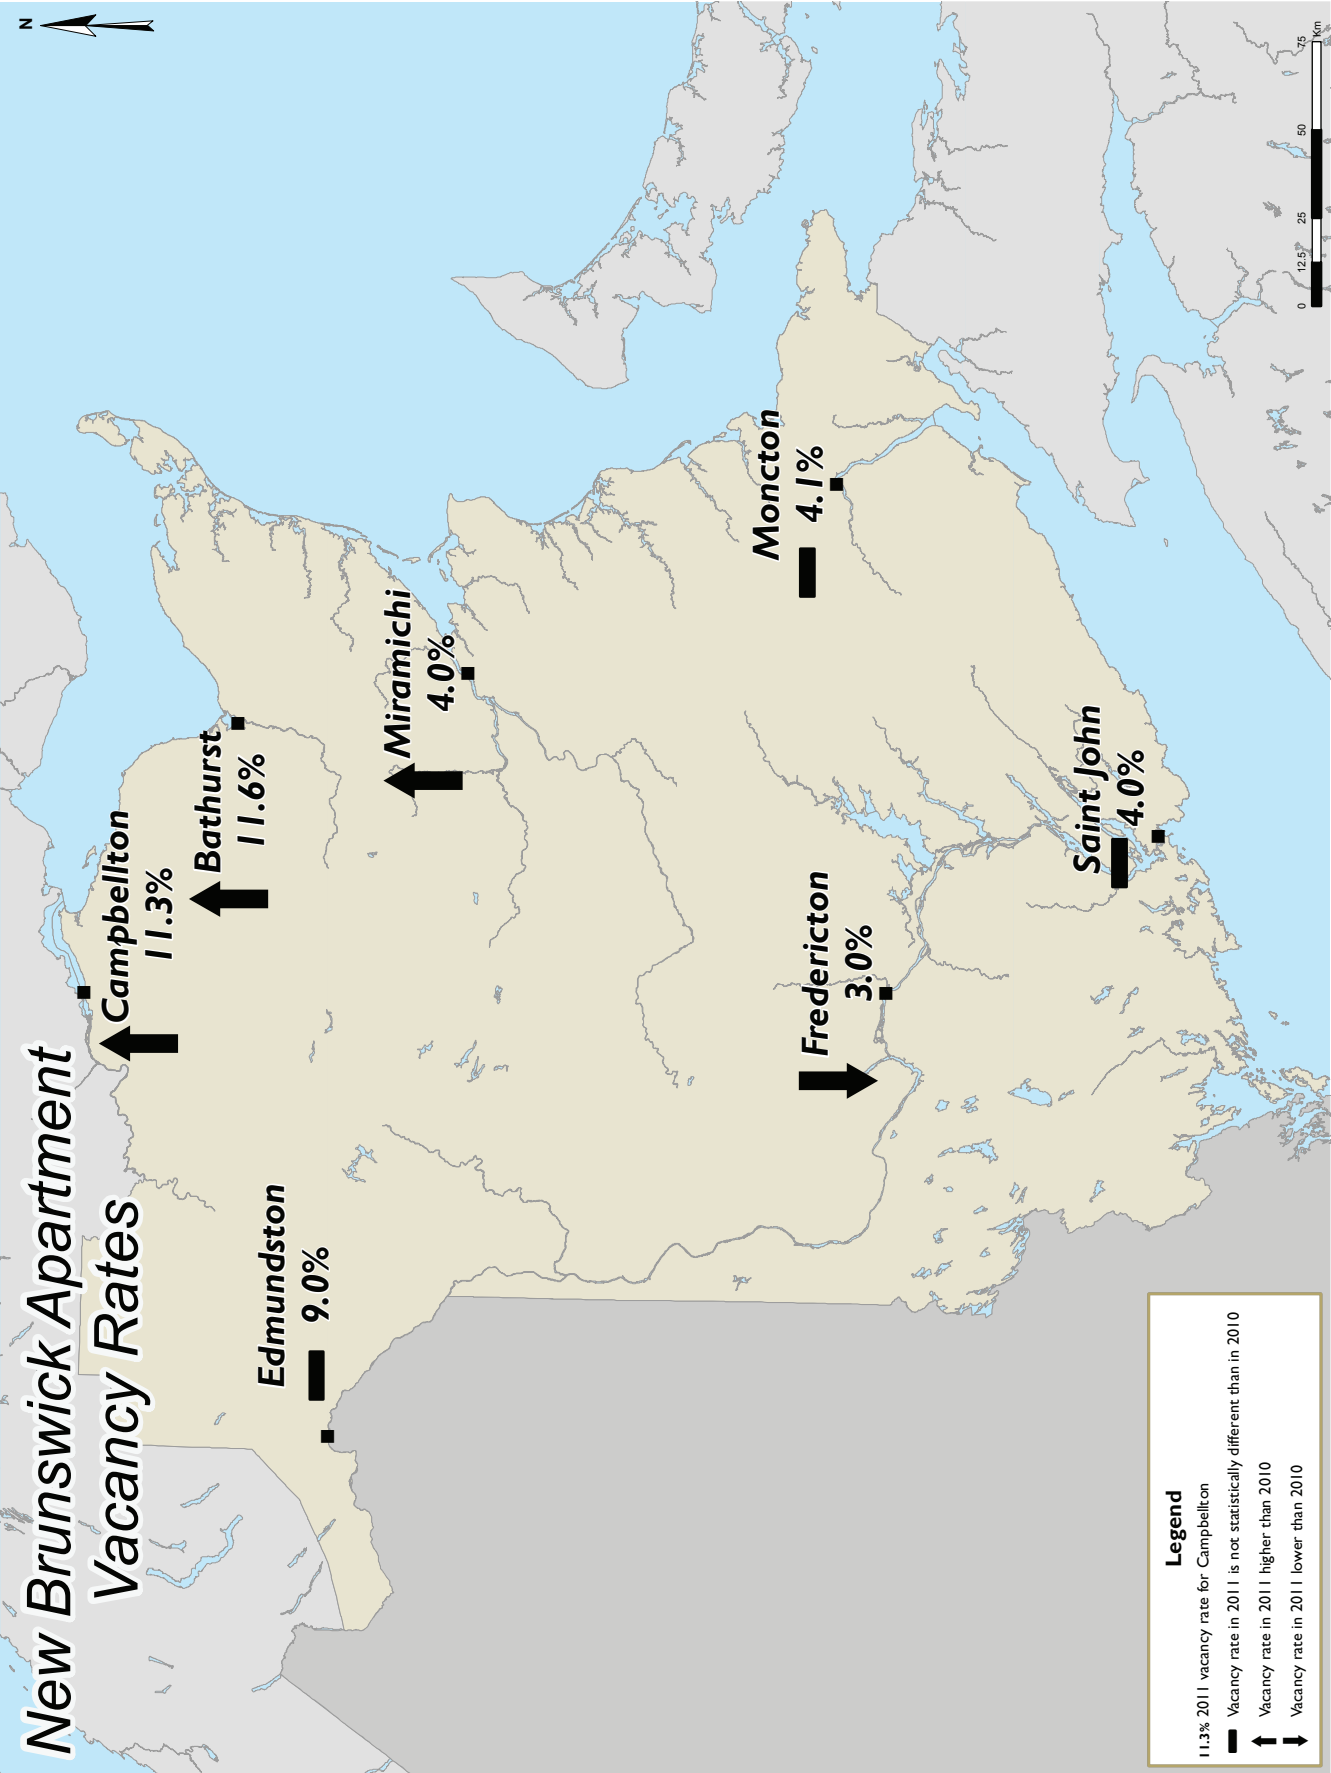 New Brunswick Apartment
Vacancy Rates
N
Campbellton
11.3%
Bathurst
11.6%
Edmundston
9.0%
Miramichi
4.0%
Moncton
4.1%
Fredericton
3.0%
Saint John
4.0%
Legend
11.3% 2011 vacancy rate for Campbellton
Vacancy rate in 2011 is not statistically different than in 2010
Vacancy rate in 2011 higher than 2010
Vacancy rate in 2011 lower than 2010
0 12.5 25 50 75
Km